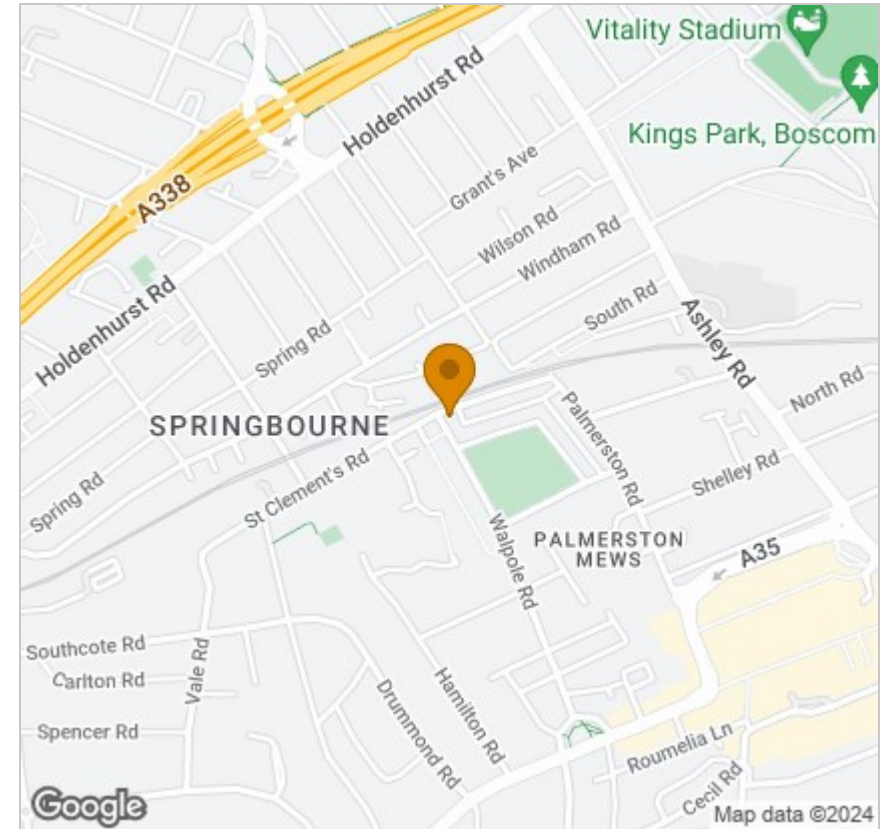 Vitality Stadium
Holdenhurst Rd
Kings Park, Boscom
Grant's Ave
A338
Wilson Rd
Windham Rd
Holdenhurst Rd
South Rd
Spring Rd
Ashley Rd
North Rd
SPRINGBOURNE
Palmerston Rd
St Clement's Rd
Shelley Rd
Spring Rd
Walpole Rd
PALMERSTON
MEWS
A35
Southcote Rd
Carlton Rd
Vale Rd
Hamilton Rd
Drummond Rd
Spencer Rd
Roumelia Ln
Cecil Rd
Google
Map data ©2024